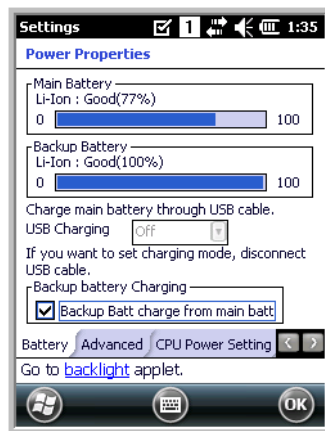 Settings 1 1:35
Power Properties
Main Battery
Li-Ion : Good(77%)
0 100
Backup Battery
Li-Ion : Good(100%)
0 100
Charge main battery through USB cable.
USB Charging Off
If you want to set charging mode, disconnect
USB cable.
Backup battery Charging
Backup Batt charge from main batt
Battery Advanced CPU Power Setting
Go to backlight applet.
OK